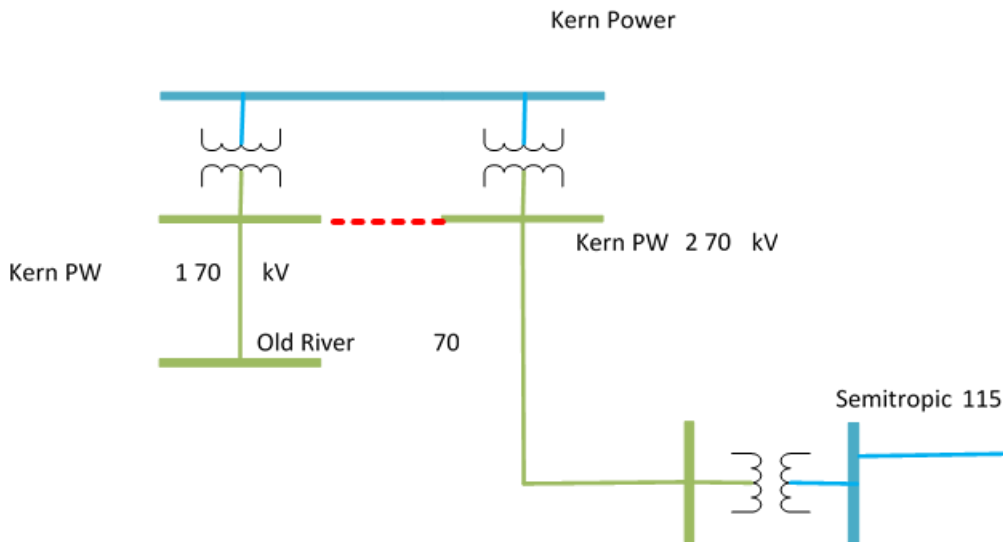 Kern Power
Kern PW 2 70 kV
Kern PW 1 70 kV
Old River 70
Semitropic 115